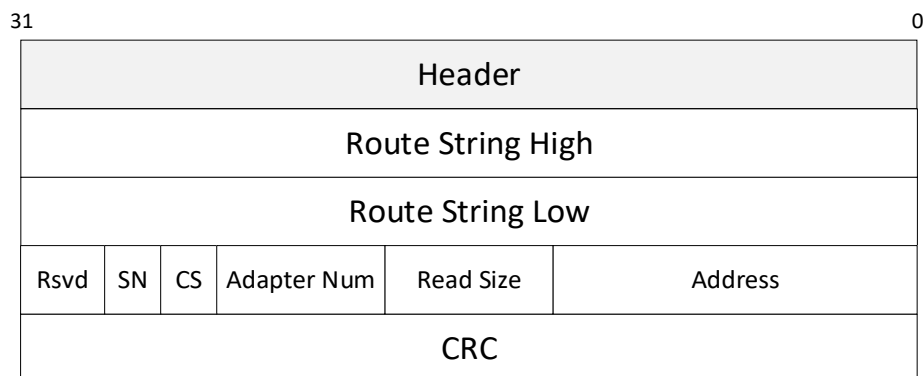 31 0
Header
Route String High
Route String Low
Rsvd SN CS Adapter Num Read Size Address
CRC